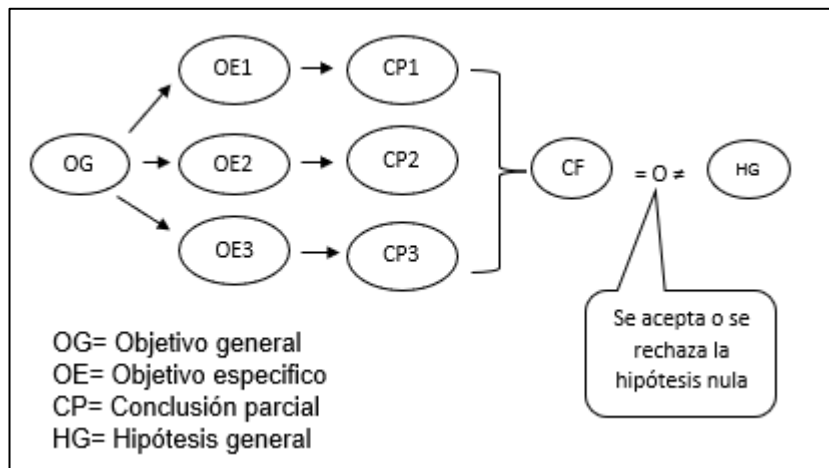 OE1
CP1
OG
OE2
CP2
CF
= O ≠
HG
OE3
CP3
Se acepta o se
rechaza la
hipótesis nula
OG= Objetivo general
OE= Objetivo especifico
CP= Conclusión parcial
HG= Hipótesis general